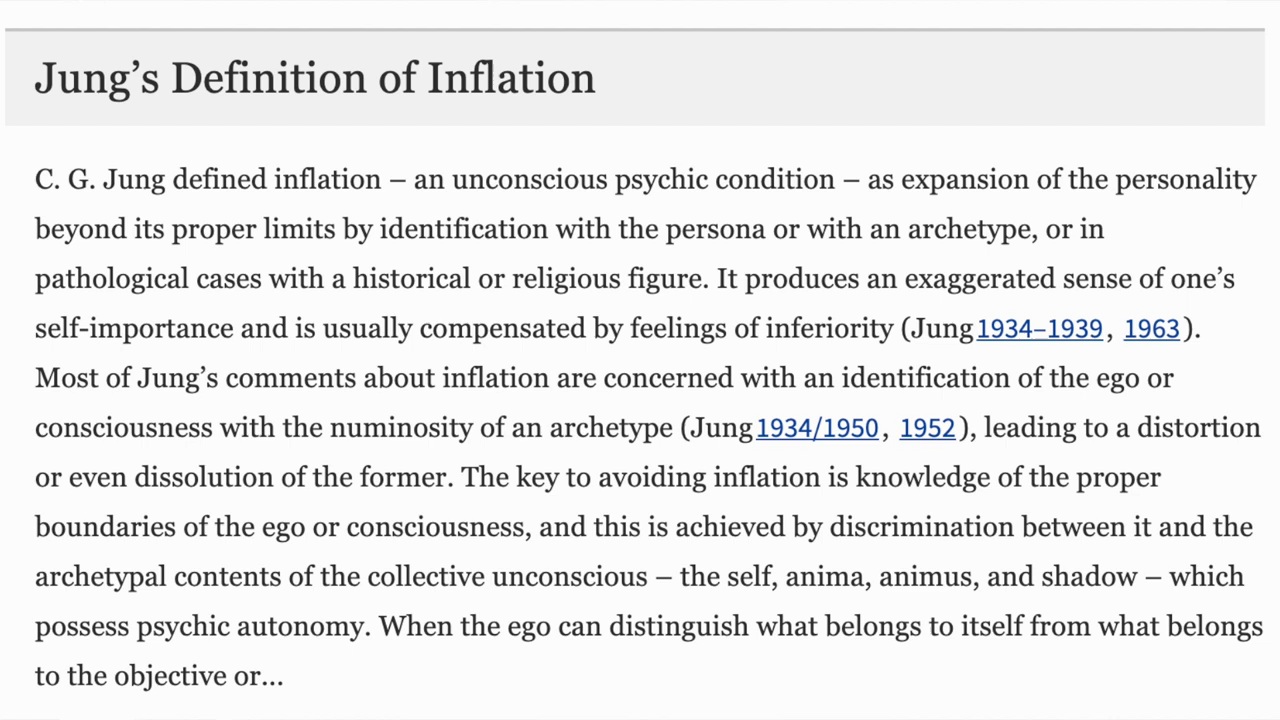 Jung’s Definition of Inflation
C. G. Jung defined inflation – an unconscious psychic condition – as expansion of the personality
beyond its proper limits by identification with the persona or with an archetype, or in
pathological cases with a historical or religious figure. It produces an exaggerated sense of one’s
self-importance and is usually compensated by feelings of inferiority (Jung 1934–1939, 1963).
Most of Jung’s comments about inflation are concerned with an identification of the ego or
consciousness with the numinosity of an archetype (Jung 1934/1950, 1952), leading to a distortion
or even dissolution of the former. The key to avoiding inflation is knowledge of the proper
boundaries of the ego or consciousness, and this is achieved by discrimination between it and the
archetypal contents of the collective unconscious – the self, anima, animus, and shadow – which
possess psychic autonomy. When the ego can distinguish what belongs to itself from what belongs
to the objective or...